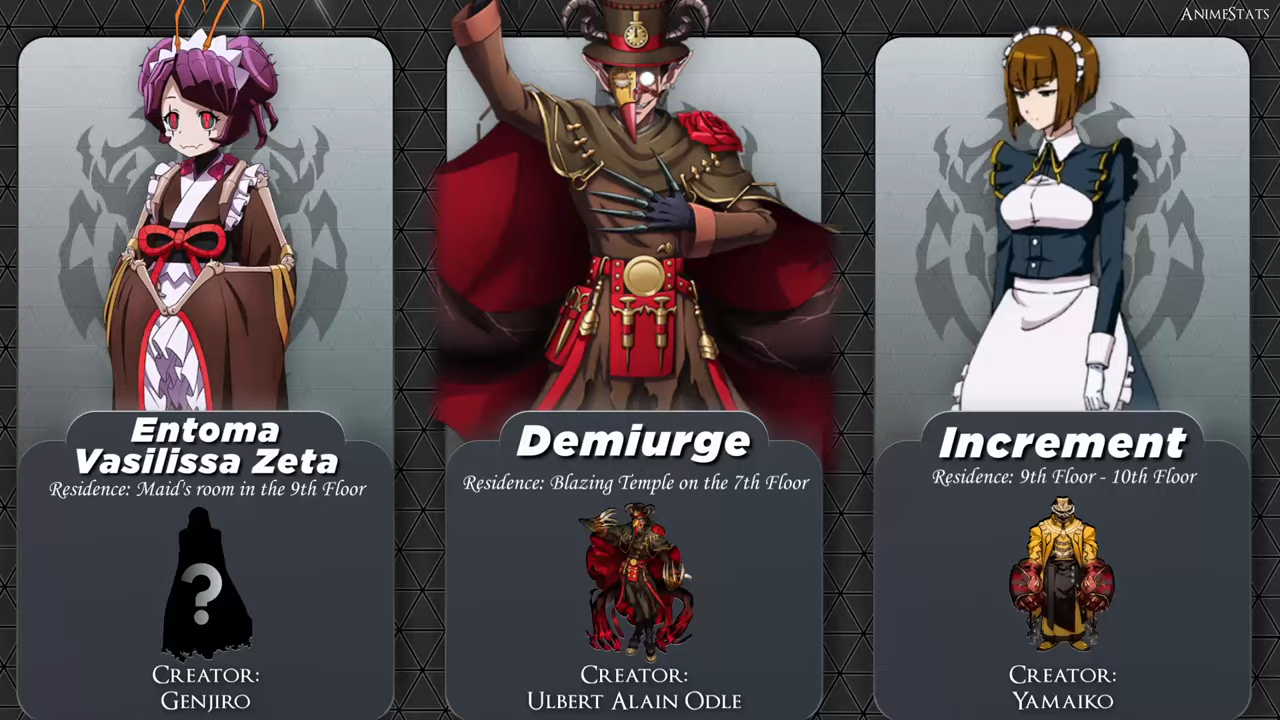 AnimeStats
Entoma
Vasilissa Zeta
Residence: Maid's room in the 9th Floor
?
Creator:
Genjiro
Demiurge
Residence: Blazing Temple on the 7th Floor
Creator:
Ulbert Alain Odle
Increment
Residence: 9th Floor - 10th Floor
Creator:
Yamaiko